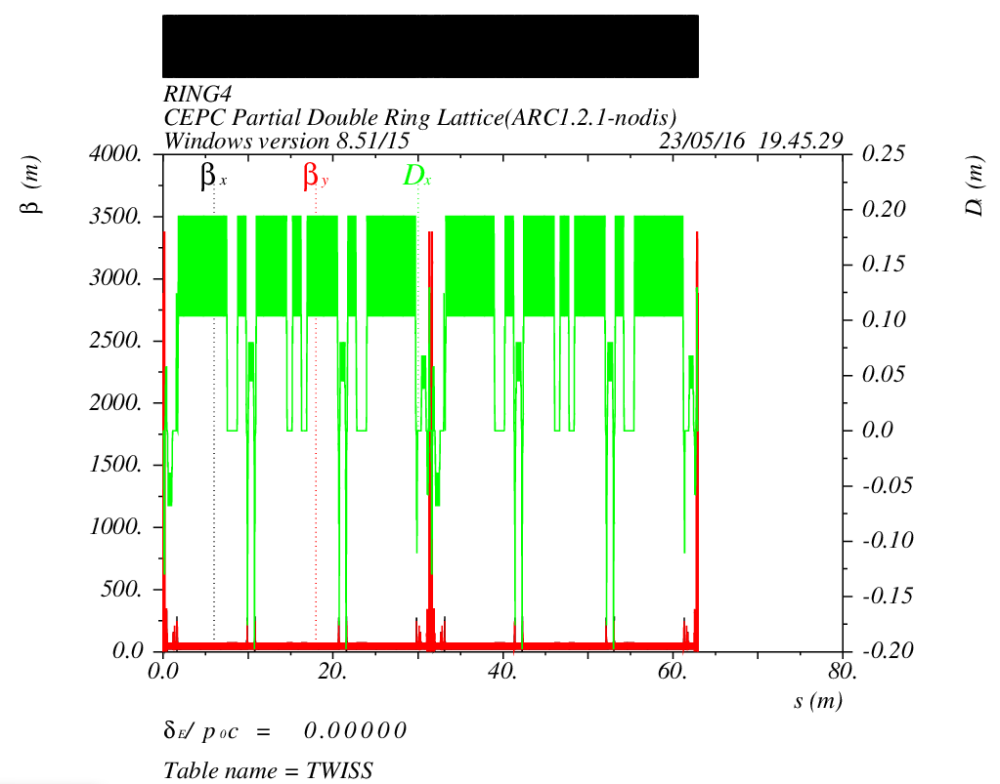 RING4
CEPC Partial Double Ring Lattice(ARC1.2.1-nodis)
Windows version 8.51/15 23/05/16 19.45.29
β (m)
4000.
3500.
3000.
2500.
2000.
1500.
1000.
500.
0.0
βx βy Dx
0.25
0.20
0.15
0.10
0.05
0.0
-0.05
-0.10
-0.15
-0.20
Dx (m)
0.0 20. 40. 60. 80.
s (m)
δE/ p0c = 0.00000
Table name = TWISS